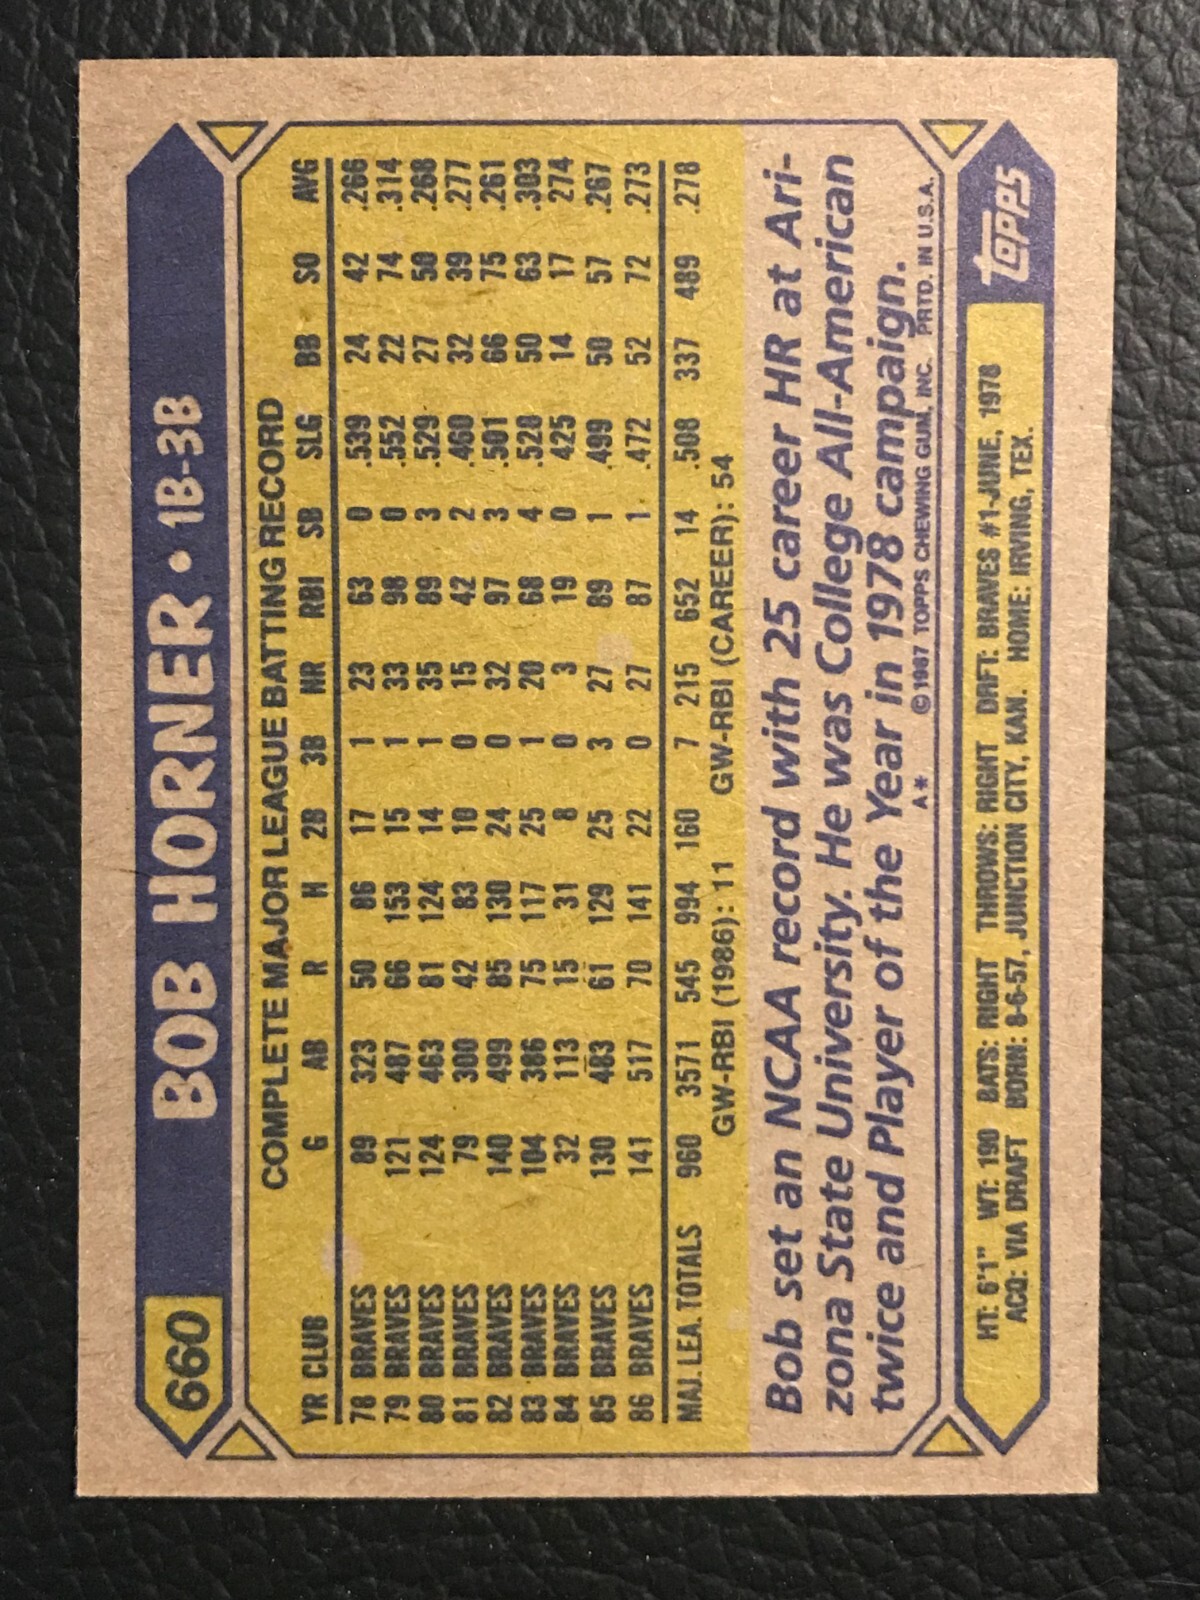 660 BOB HORNER • 1B-3B
COMPLETE MAJOR LEAGUE BATTING RECORD
YR CLUB G AB R H 2B 3B HR RBI SB SLG BB SO AVG
78 BRAVES 89 323 50 86 17 1 23 63 0 .539 24 42 .266
79 BRAVES 121 487 66 153 15 1 33 98 0 .552 22 74 .314
80 BRAVES 124 463 81 124 14 1 35 89 3 .529 27 50 .268
81 BRAVES 79 300 42 83 10 0 15 42 2 .460 32 39 .277
82 BRAVES 140 499 85 130 24 0 32 97 3 .501 66 75 .261
83 BRAVES 104 386 75 117 25 1 20 68 4 .528 50 63 .303
84 BRAVES 32 113 15 31 8 0 3 19 0 .425 14 17 .274
85 BRAVES 130 483 61 129 25 3 27 89 1 .499 50 57 .267
86 BRAVES 141 517 70 141 22 0 27 87 1 .472 52 72 .273
MAJ. LEA. TOTALS 960 3571 545 994 160 7 215 652 14 .508 337 489 .278
GW-RBI (1986): 11 GW-RBI (CAREER): 54
Bob set an NCAA record with 25 career HR at Ari-
zona State University. He was College All-American
twice and Player of the Year in 1978 campaign.
A* © 1987 TOPPS CHEWING GUM, INC. PRTD. IN U.S.A.
HT: 6'1" WT: 190 BATS: RIGHT THROWS: RIGHT DRFT: BRAVES #1-JUNE, 1978
ACQ: VIA DRAFT BORN: 8-6-57, JUNCTION CITY, KAN. HOME: IRVING, TEX.
TOPPS